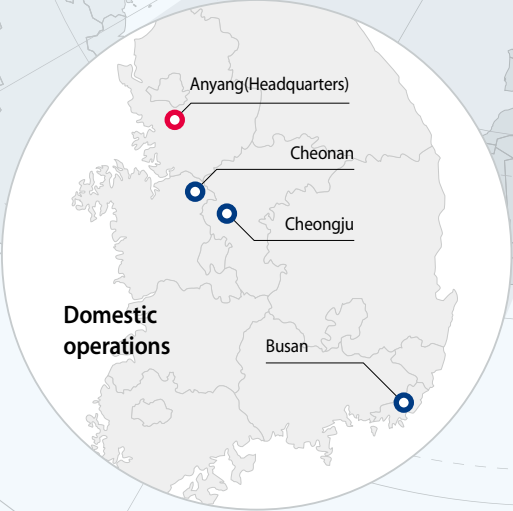 Anyang(Headquarters)
Cheonan
Cheongju
Domestic
operations
Busan